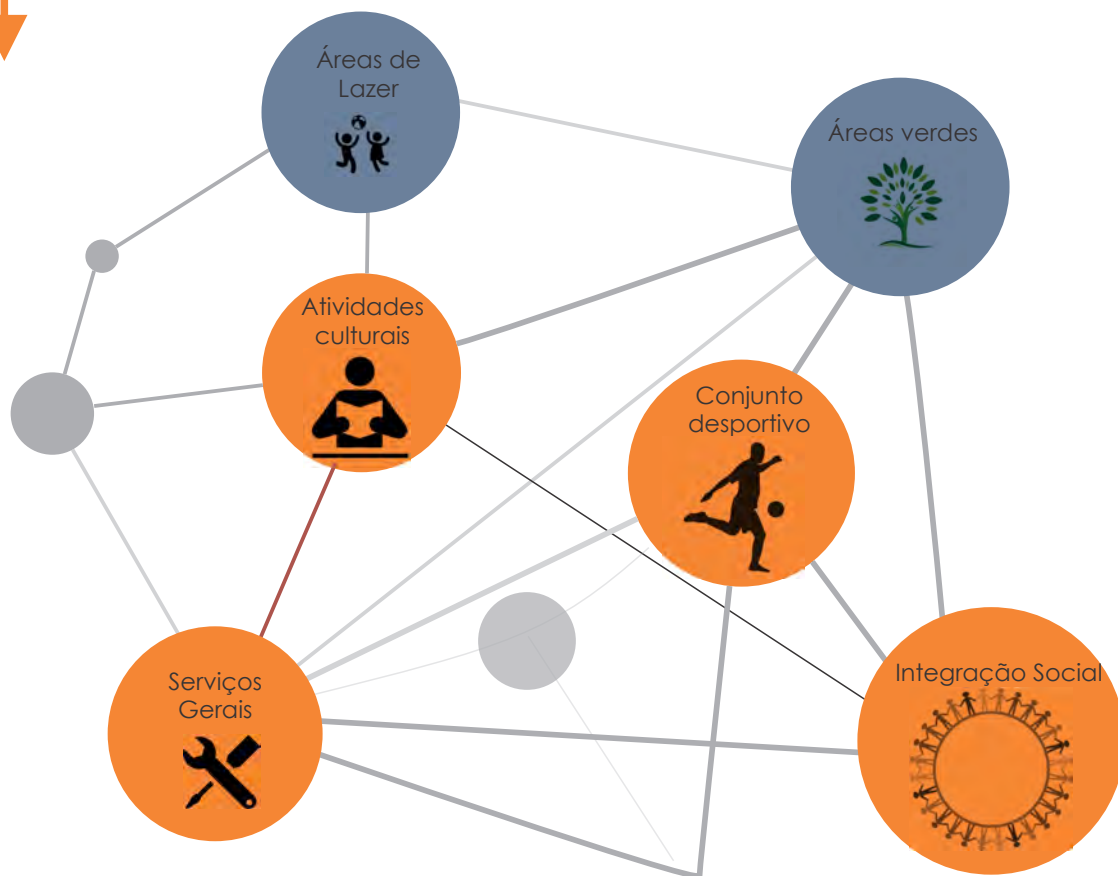 Áreas de
Lazer
Áreas verdes
Atividades
culturais
Conjunto
desportivo
Serviços
Gerais
Integração Social